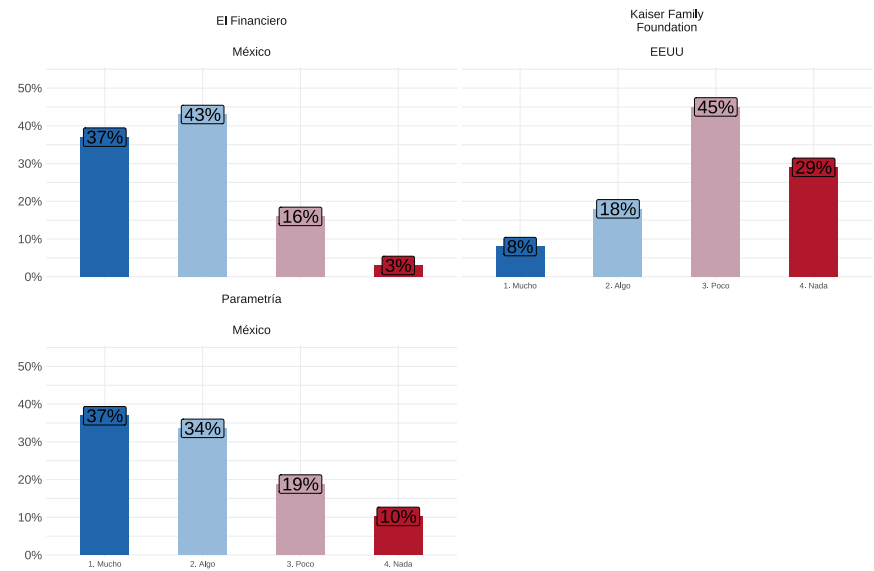 El Financiero
México
50%
40%
30%
20%
10%
0%
37%
43%
16%
3%
Kaiser Family
Foundation
EEUU
8%
18%
45%
29%
1. Mucho
2. Algo
3. Poco
4. Nada
Parametría
México
50%
40%
30%
20%
10%
0%
37%
34%
19%
10%
1. Mucho
2. Algo
3. Poco
4. Nada